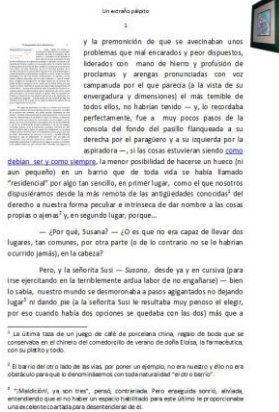 Un extraño pálpito
1
y la premonición de que se avecinaban unos
problemas que mal encarados y peor dispuestos,
liderados con mano de hierro y profusión de
proclamas y arengas pronunciadas con voz
campanuda por el que parecía (a la vista de su
envergadura y dimensiones) el más temible de
todos ellos, no habrían tenido — y, lo recordaba
perfectamente, fue a muy pocos pasos de la
consola del fondo del pasillo flanqueada a su
derecha por el paragüero y a su izquierda por la
aspiradora —, si las cosas estuvieran siendo como
debían ser y como siempre, la menor posibilidad de hacerse un hueco (ni
aun pequeño) en un barrio que de toda la vida se había llamado
“residencial” por algo tan sencillo, en primer lugar, como el que nosotros
dispusiéramos desde la más remota de las antigüedades conocidas¹ del
derecho a nuestra forma peculiar e intrínseca de dar nombre a las cosas
propias o ajenas² y, en segundo lugar, porque…
— ¿Por qué, Susana? — ¿O es que no era capaz de llevar dos
lugares, tan comunes, por otra parte (o de lo contrario no se le habrían
ocurrido jamás), en la cabeza?
Pero, y la señorita Susi — Susana, desde ya y en cursiva (para
irse ejercitando en la terriblemente ardua labor de no engañarse) — bien
lo sabía, nuestro mundo se desmoronaba a pasos agigantados no dejando
lugar³ ni dando pie (a la señorita Susi le resultaba muy penoso el elegir,
por eso cuando había dos opciones se quedaba con las dos) más que a
¹ La última taza de un juego de café de porcelana china, regalo de boda que se
conservaba en el chinero del comedorcillo de verano de doña Eloísa, la farmacéutica,
con su platito y todo.
² El barrio del otro lado de las vías, por poner un ejemplo, no era nuestro y ello no era
obstáculo para que lo denominásemos con toda naturalidad “el otro barrio”.
³ “¡Maldición!, ya son tres”, pensó, contrariada. Pero enseguida sonrió, aliviada,
entendiendo que el no haber un espacio habilitado para este último le proporcionaba
una excelente coartada para desentenderse de él.